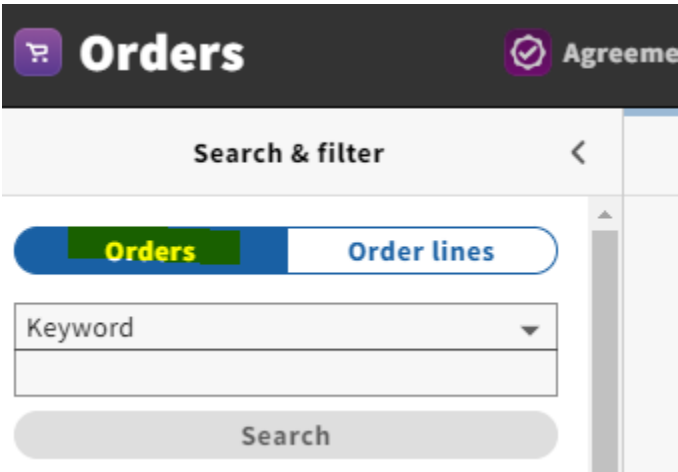 Orders
Agreeme
Search & filter
Orders
Order lines
Keyword
Search